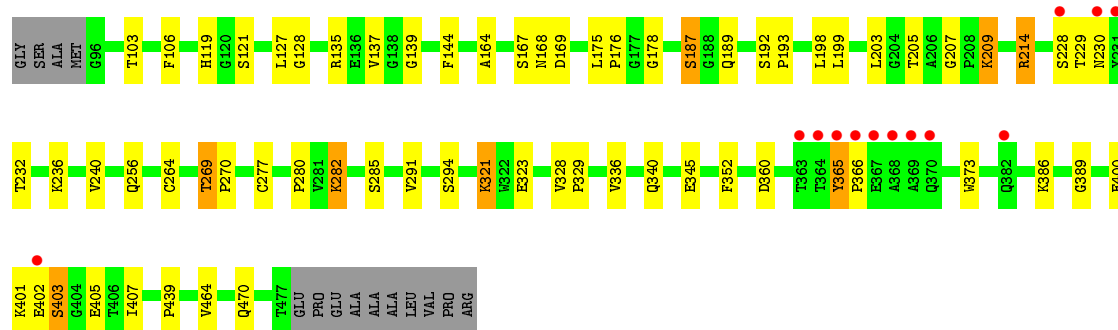 GLY SER ALA MET G96 T103 F106 H119 G120 S121 L127 G128 R135 E136 V137 G138 G139 F144 A164 S167 N168 D169 L175 P176 G177 G178 S187 G188 Q189 S192 P193 L198 L199 L203 G204 T205 A206 G207 P208 K209 R214 S228 T229 N230 Y231
T232 K236 V240 Q256 C264 T269 P270 C277 P280 V281 K282 S285 V291 S294 K321 W322 E323 V328 P329 V336 Q340 E345 F352 D360 T363 T364 Y365 P366 E367 A368 A369 Q370 W373 Q382 K386 G389
K401 E402 S403 G404 E405 T406 I407 P439 V464 Q470 T477 GLU PRO GLU ALA ALA ALA LEU VAL PRO ARG